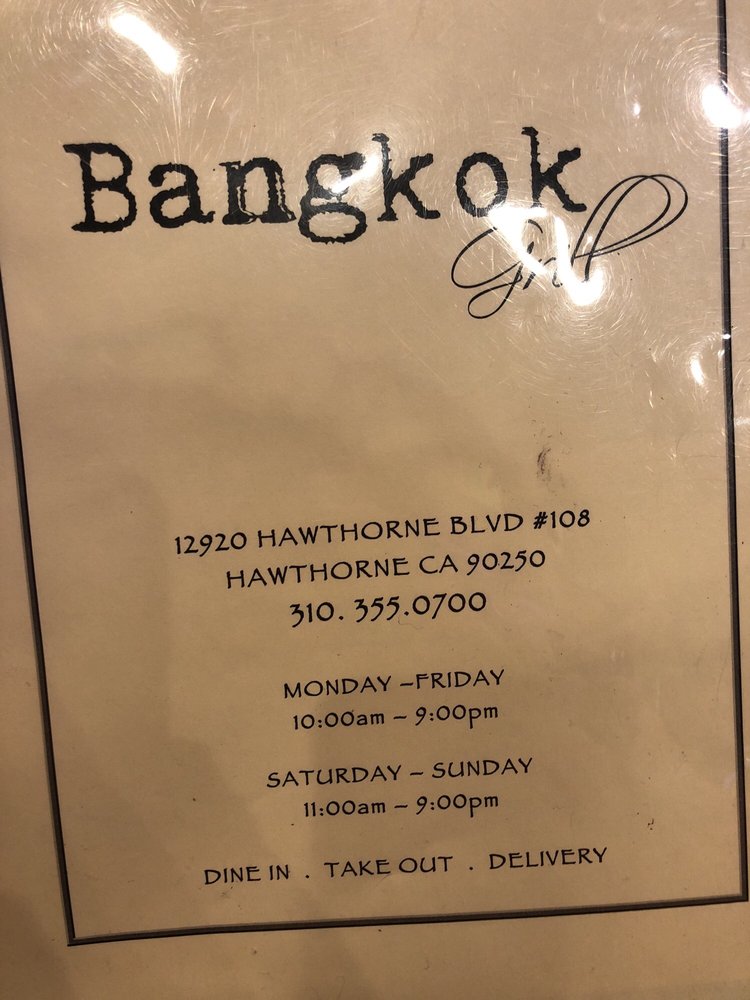 Bangkok
Grill
12920 HAWTHORNE BLVD #108
HAWTHORNE CA 90250
310. 355.0700
MONDAY –FRIDAY
10:00am – 9:00pm
SATURDAY – SUNDAY
11:00am – 9:00pm
DINE IN . TAKE OUT . DELIVERY